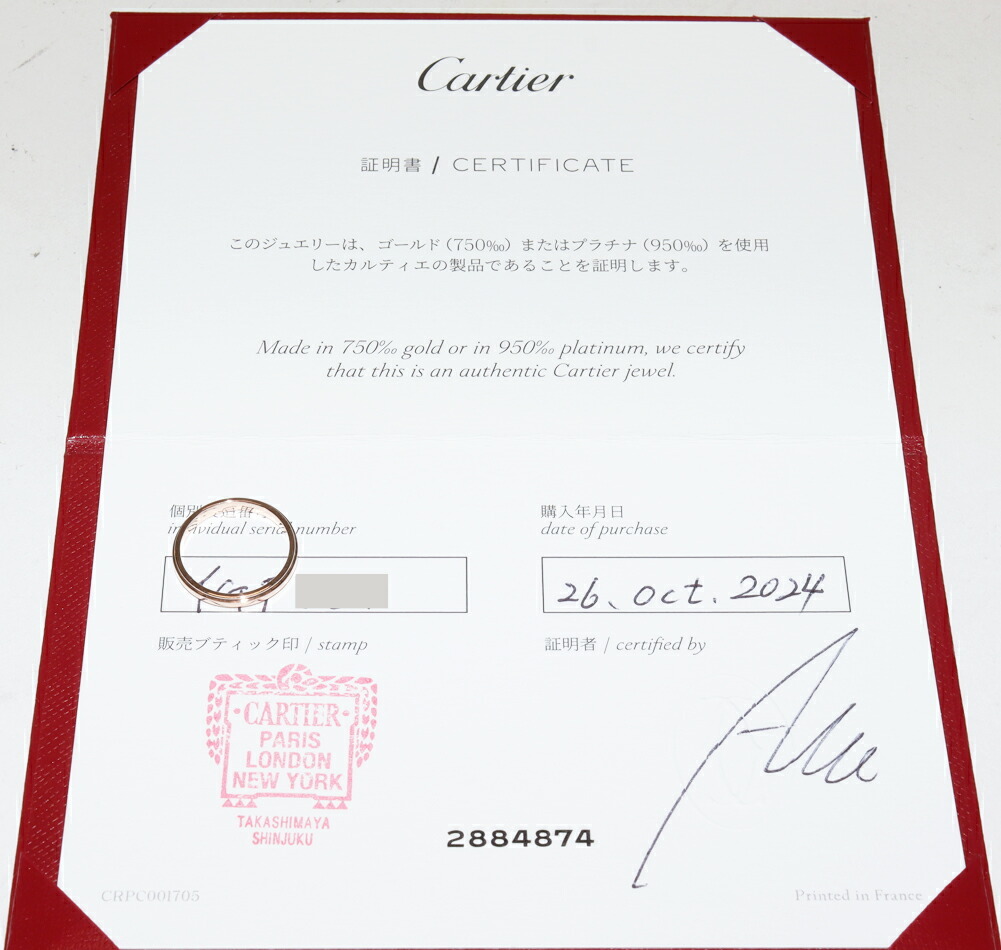 Cartier
証明書 / CERTIFICATE
このジュエリーは、ゴールド（750‰）またはプラチナ（950‰）を使用
したカルティエの製品であることを証明します。
Made in 750‰ gold or in 950‰ platinum, we certify
that this is an authentic Cartier jewel.
個別
individual serial number
購入年月日
date of purchase
26. oct. 2024
販売ブティック印 / stamp
証明者 / certified by
·CARTIER·
PARIS
LONDON
NEW YORK
TAKASHIMAYA
SHINJUKU
2884874
CRPC001705
Printed in France